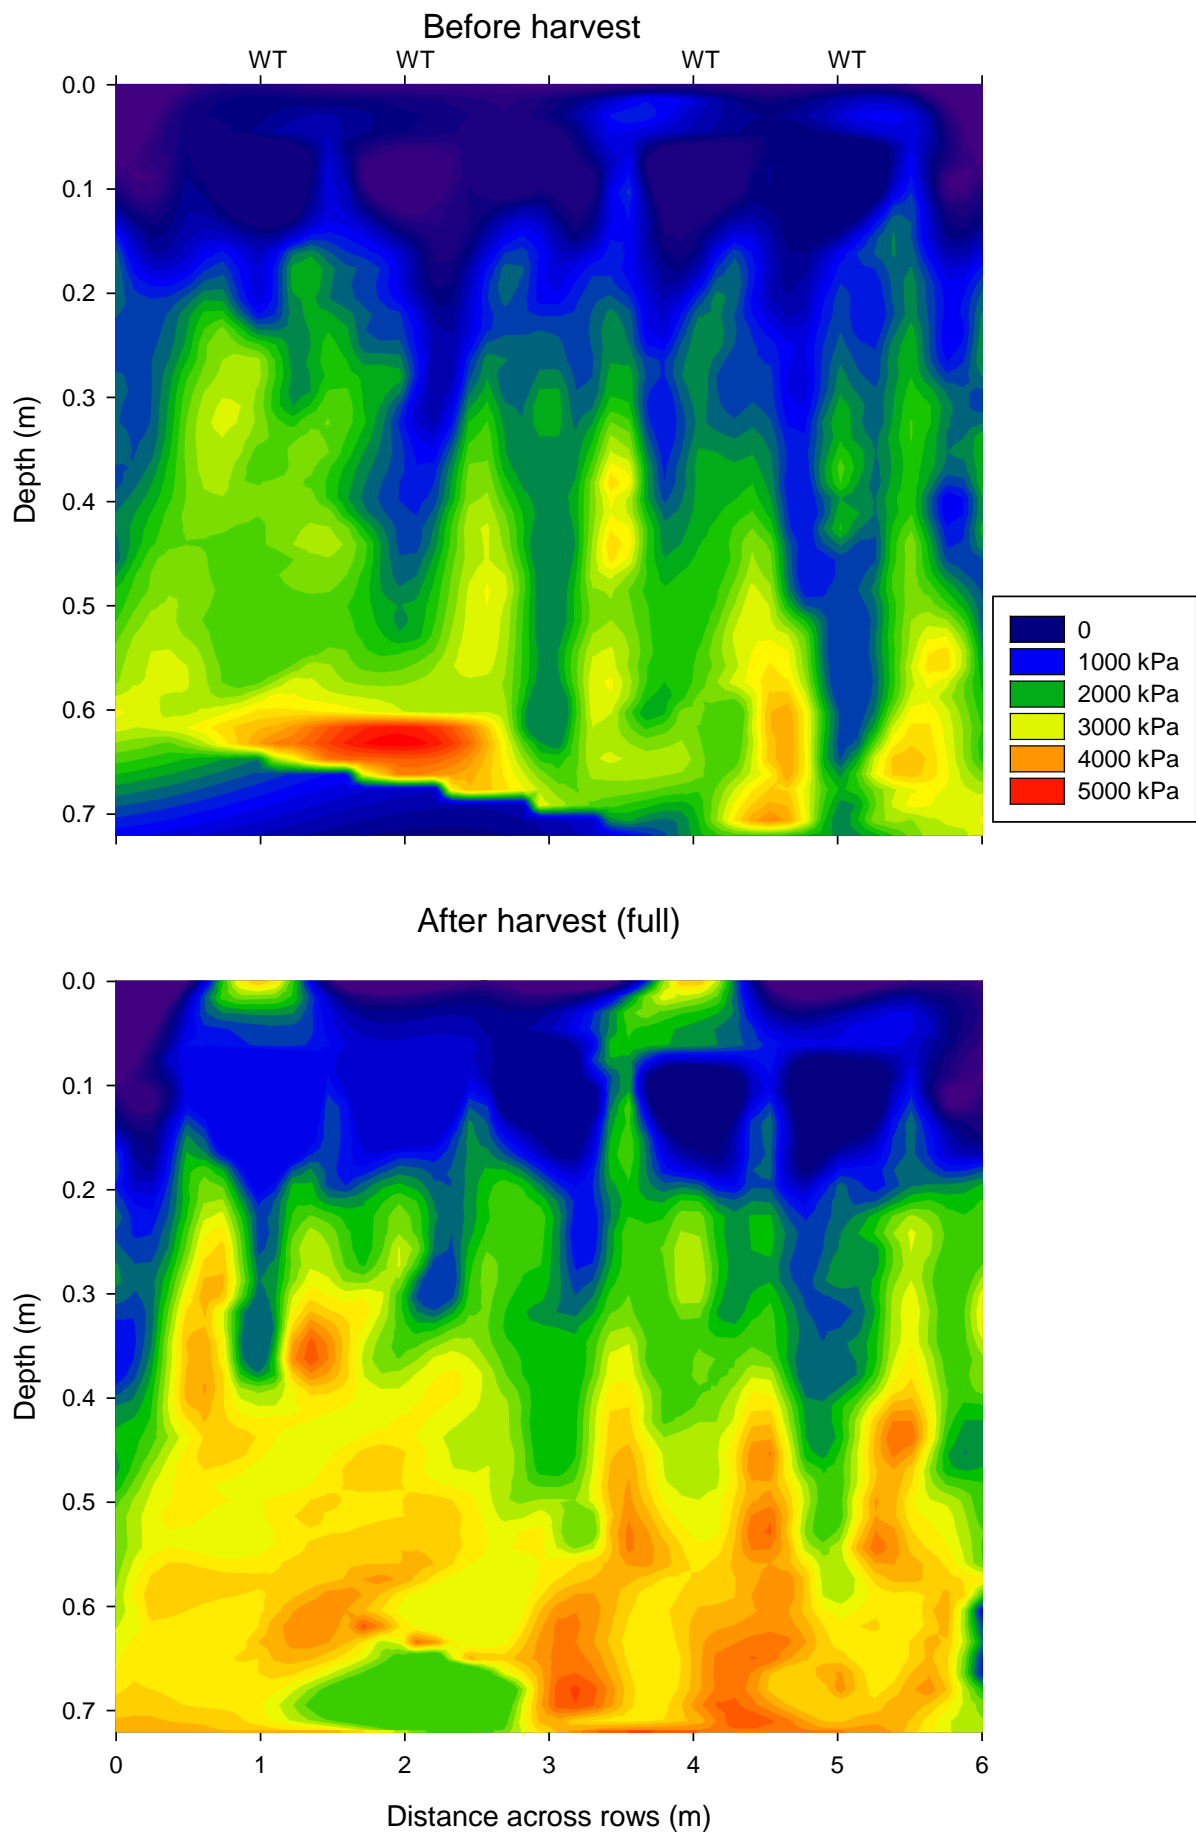 Before harvest
WT WT WT WT
0.0
0.1
0.2
0.3
0.4
0.5
0.6
0.7
Depth (m)
0
1000 kPa
2000 kPa
3000 kPa
4000 kPa
5000 kPa
After harvest (full)
0.0
0.1
0.2
0.3
0.4
0.5
0.6
0.7
Depth (m)
0 1 2 3 4 5 6
Distance across rows (m)